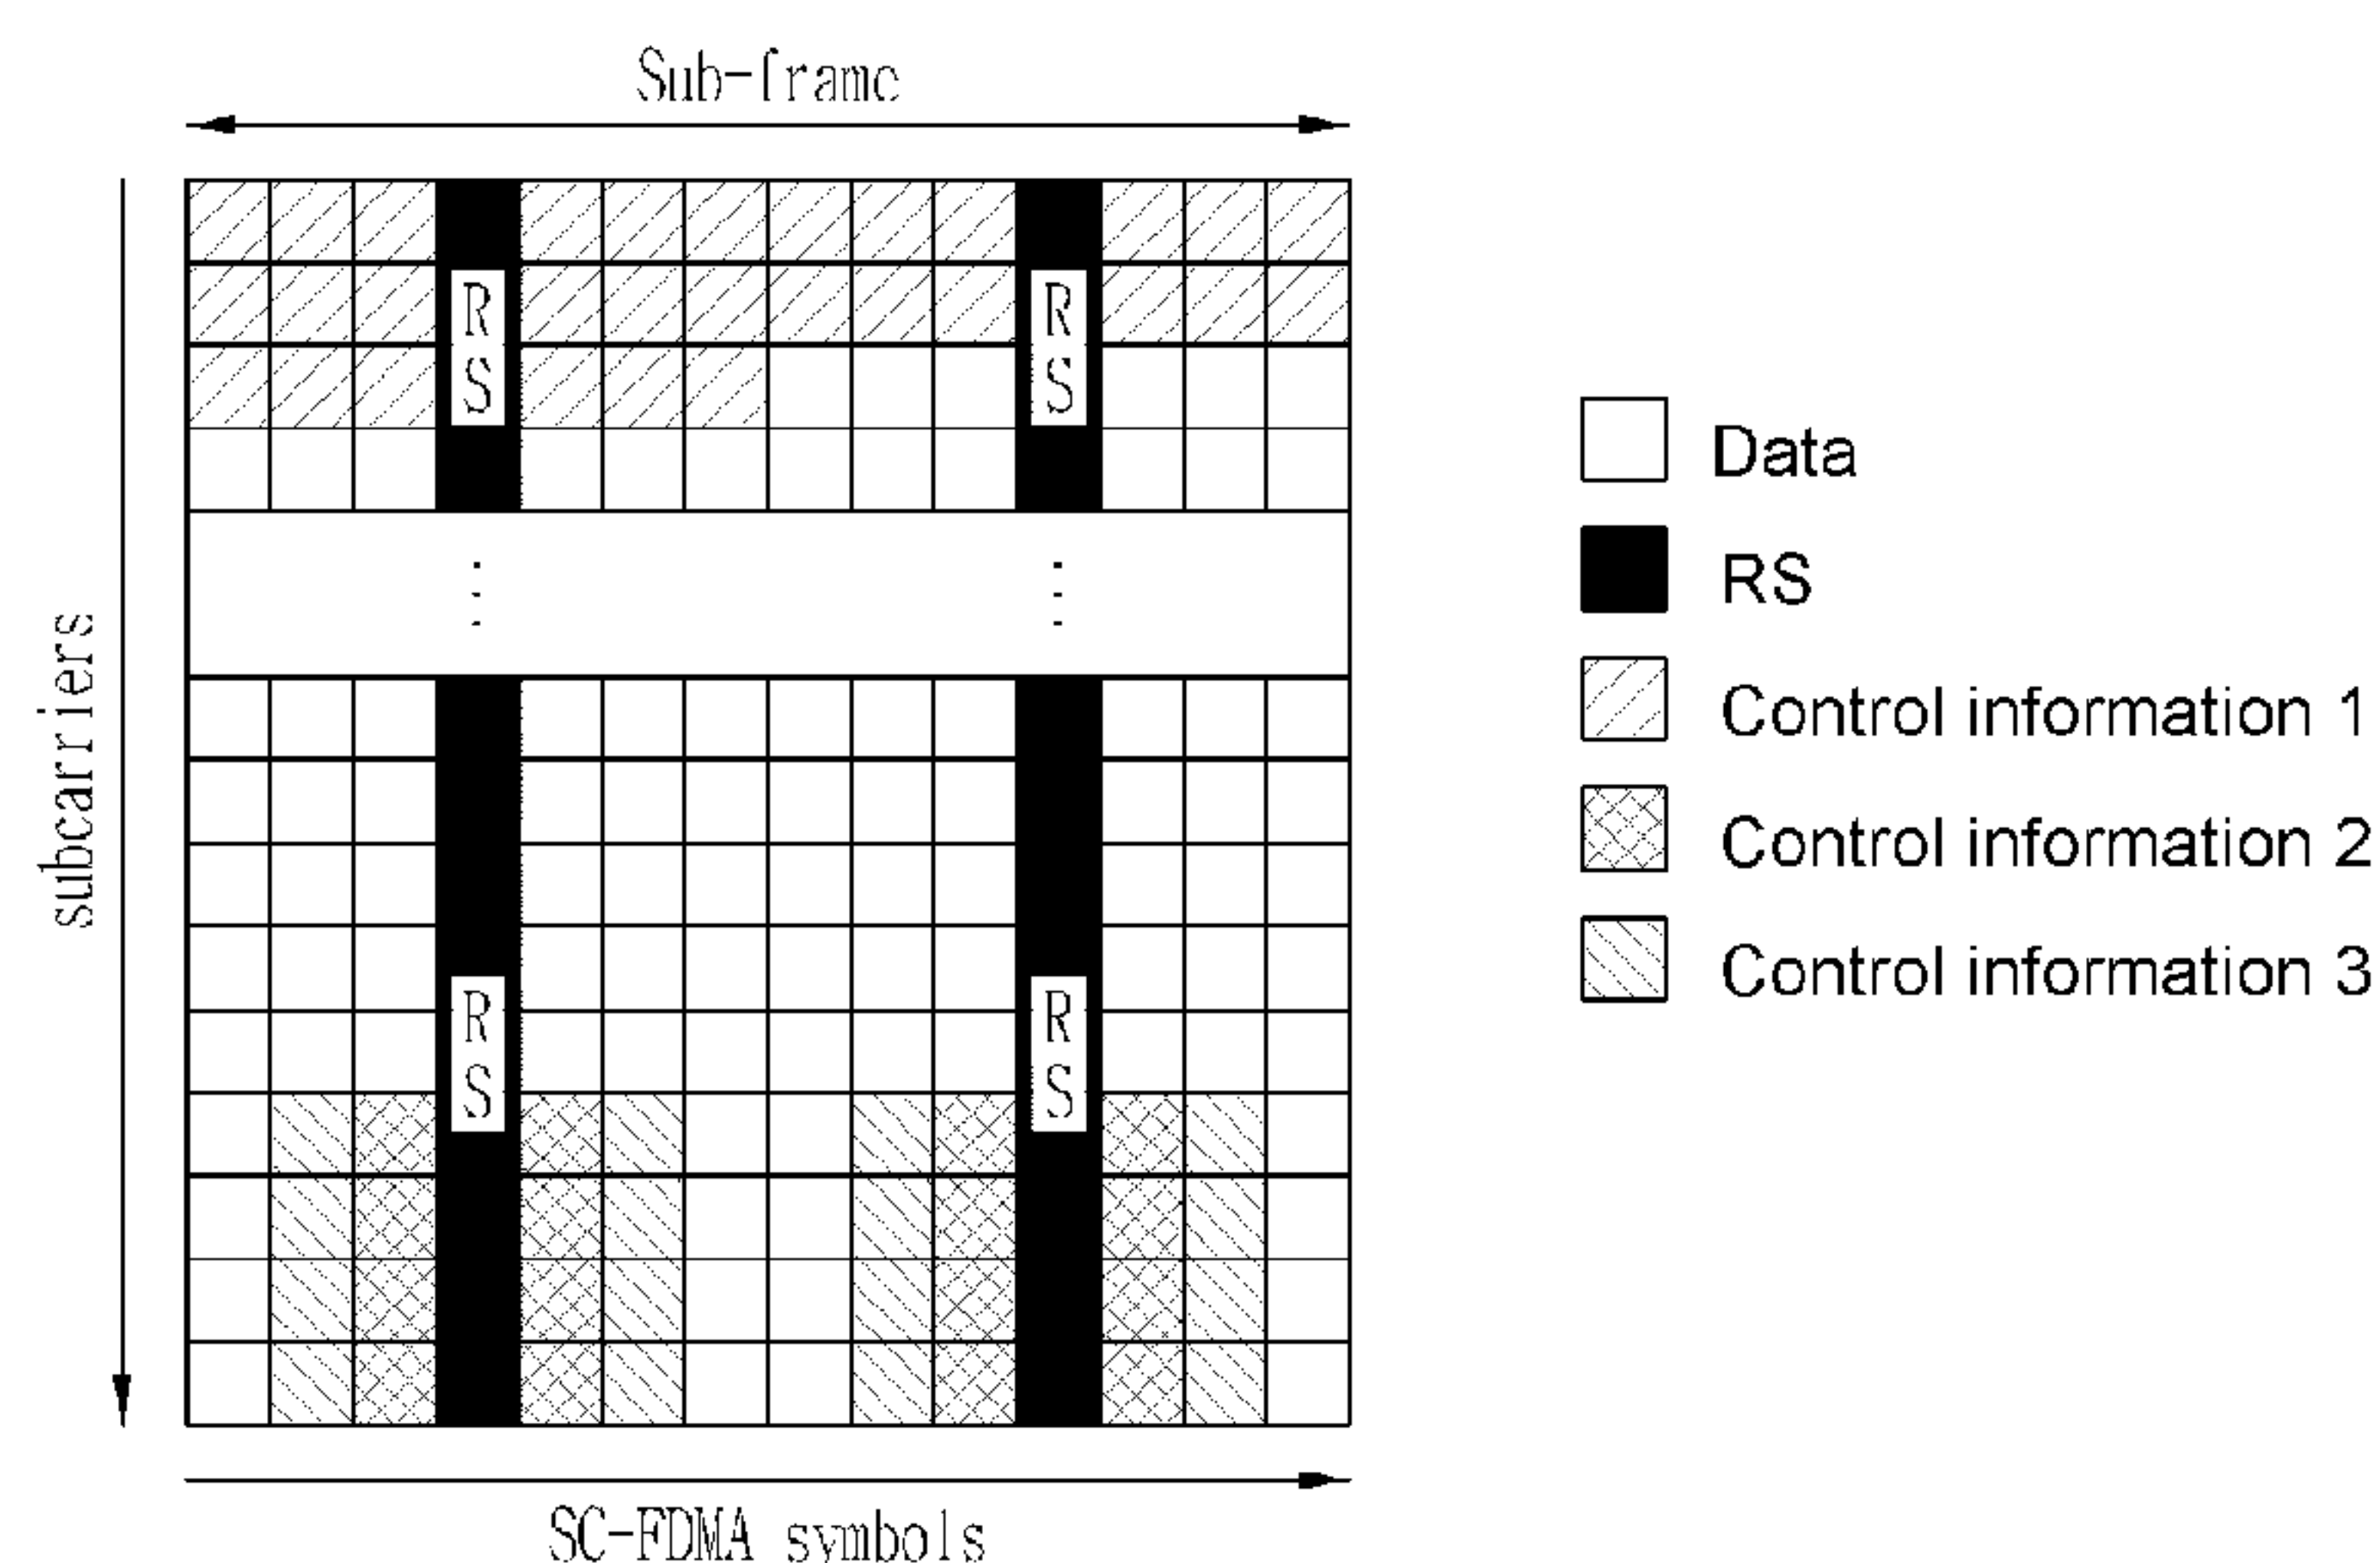 Sub-frame
subcarriers
RS
RS
RS
RS
SC-FDMA symbols
Data
RS
Control information 1
Control information 2
Control information 3